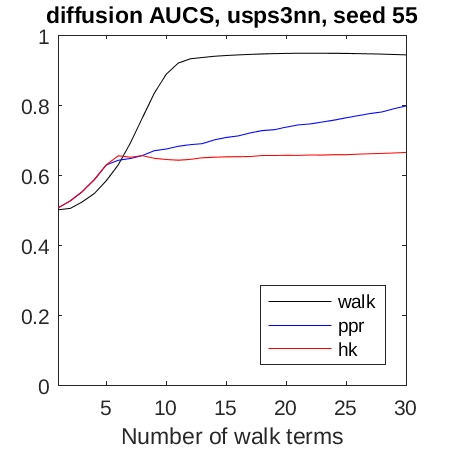 diffusion AUCS, usps3nn, seed 55
1
0.8
0.6
0.4
0.2
0
walk
ppr
hk
5 10 15 20 25 30
Number of walk terms